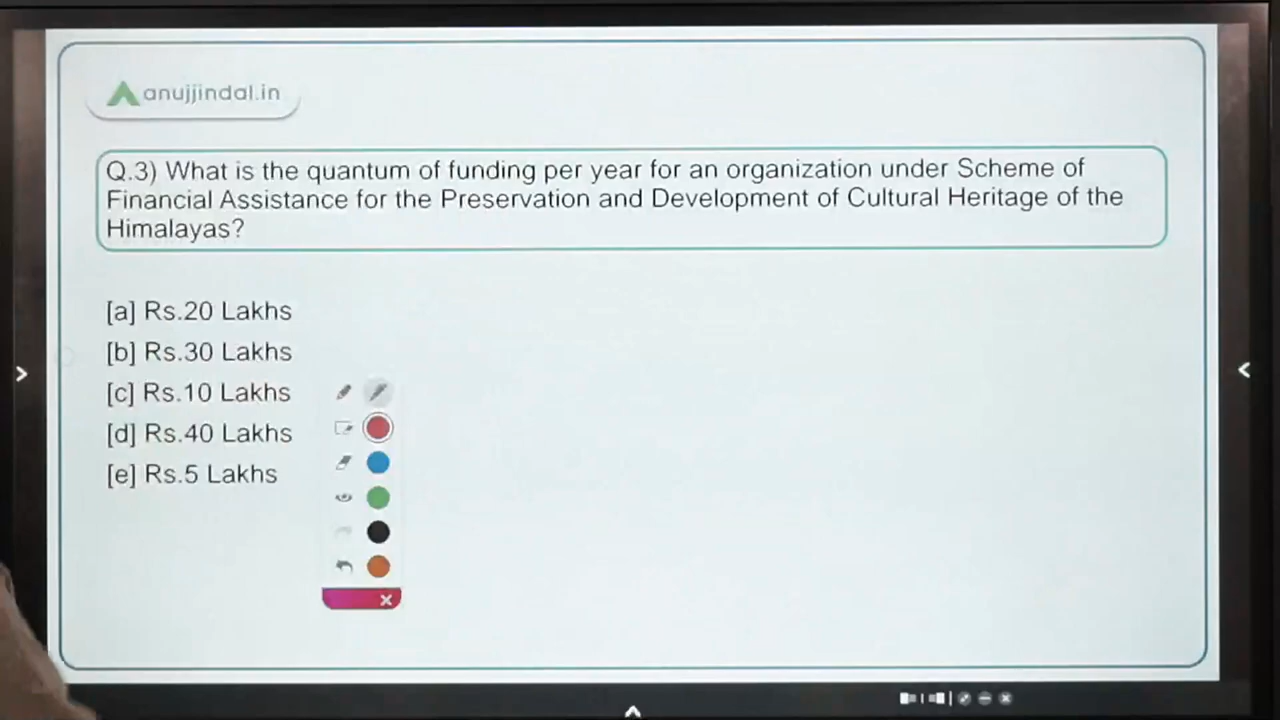 anujjindal.in
Q.3) What is the quantum of funding per year for an organization under Scheme of
Financial Assistance for the Preservation and Development of Cultural Heritage of the
Himalayas?
[a] Rs.20 Lakhs
[b] Rs.30 Lakhs
[c] Rs.10 Lakhs
[d] Rs.40 Lakhs
[e] Rs.5 Lakhs